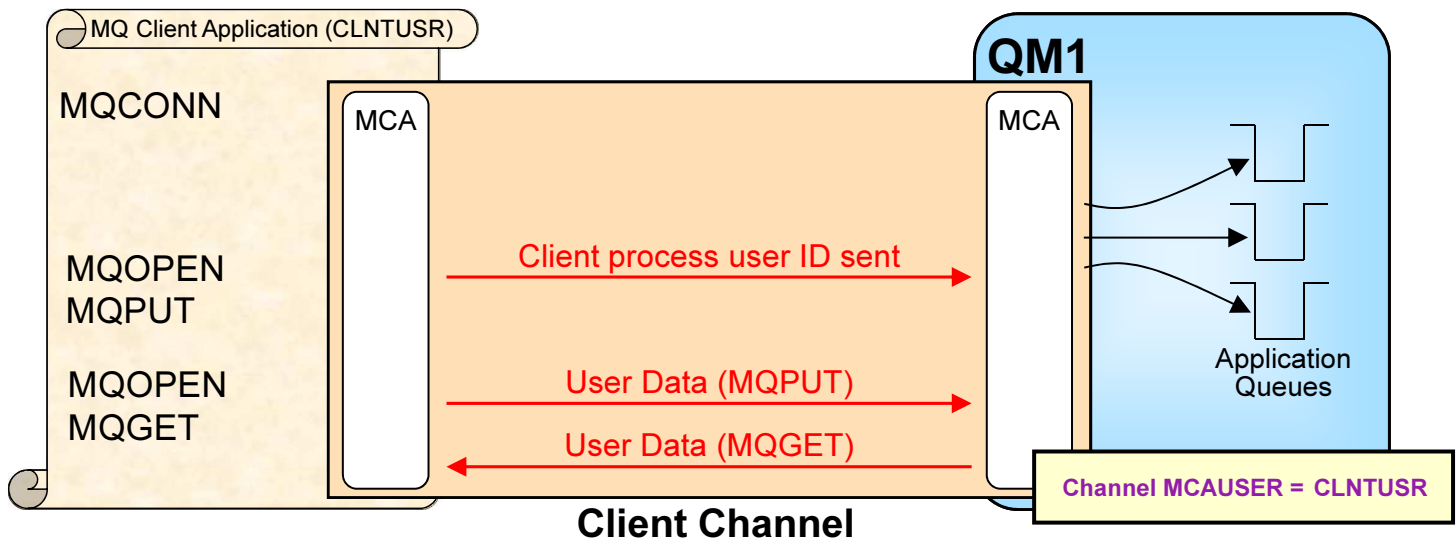 MQ Client Application (CLNTUSR)
QM1
MQCONN
MCA
MCA
MQOPEN
MQPUT
Client process user ID sent
MQOPEN
MQGET
User Data (MQPUT)
User Data (MQGET)
Application
Queues
Channel MCAUSER = CLNTUSR
Client Channel